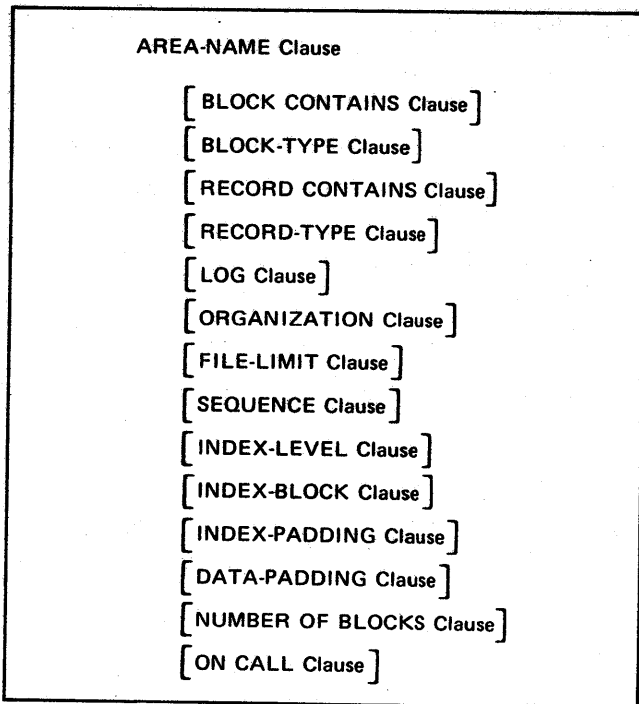 AREA-NAME Clause
[BLOCK CONTAINS Clause]
[BLOCK-TYPE Clause]
[RECORD CONTAINS Clause]
[RECORD-TYPE Clause]
[LOG Clause]
[ORGANIZATION Clause]
[FILE-LIMIT Clause]
[SEQUENCE Clause]
[INDEX-LEVEL Clause]
[INDEX-BLOCK Clause]
[INDEX-PADDING Clause]
[DATA-PADDING Clause]
[NUMBER OF BLOCKS Clause]
[ON CALL Clause]